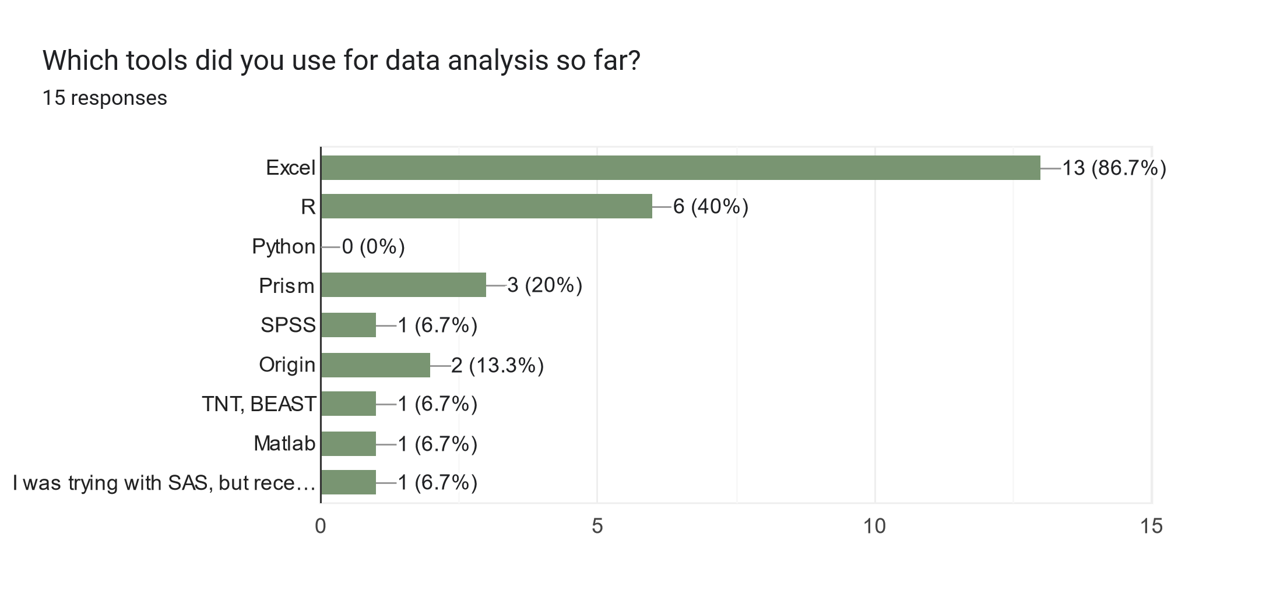 Which tools did you use for data analysis so far?
15 responses
Excel 13 (86.7%)
R 6 (40%)
Python 0 (0%)
Prism 3 (20%)
SPSS 1 (6.7%)
Origin 2 (13.3%)
TNT, BEAST 1 (6.7%)
Matlab 1 (6.7%)
I was trying with SAS, but rece… 1 (6.7%)
0 5 10 15